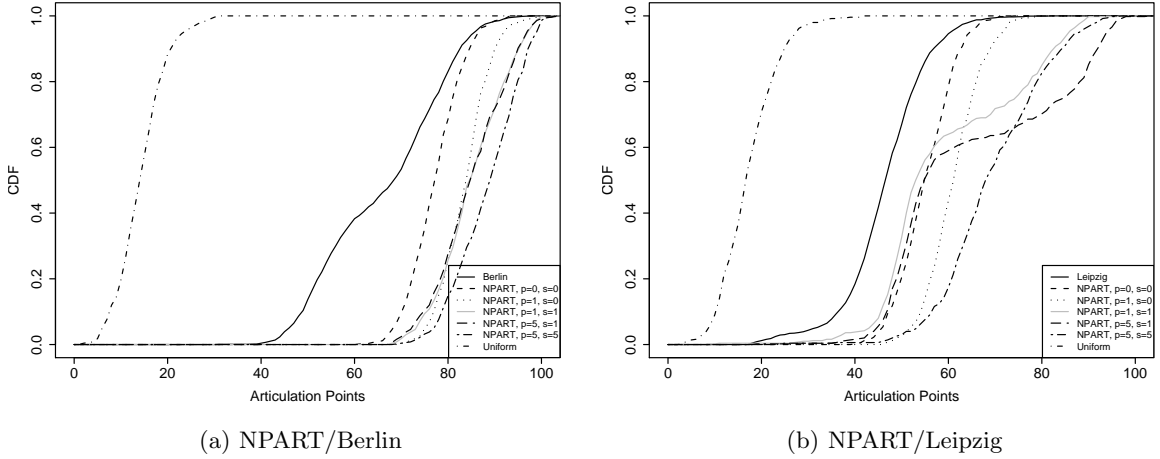 CDF
1.0
0.8
0.6
0.4
0.2
0.0
Berlin
NPART, p=0, s=0
NPART, p=1, s=0
NPART, p=1, s=1
NPART, p=5, s=1
NPART, p=5, s=5
Uniform
0 20 40 60 80 100
Articulation Points
(a) NPART/Berlin
CDF
1.0
0.8
0.6
0.4
0.2
0.0
Leipzig
NPART, p=0, s=0
NPART, p=1, s=0
NPART, p=1, s=1
NPART, p=5, s=1
NPART, p=5, s=5
Uniform
0 20 40 60 80 100
Articulation Points
(b) NPART/Leipzig